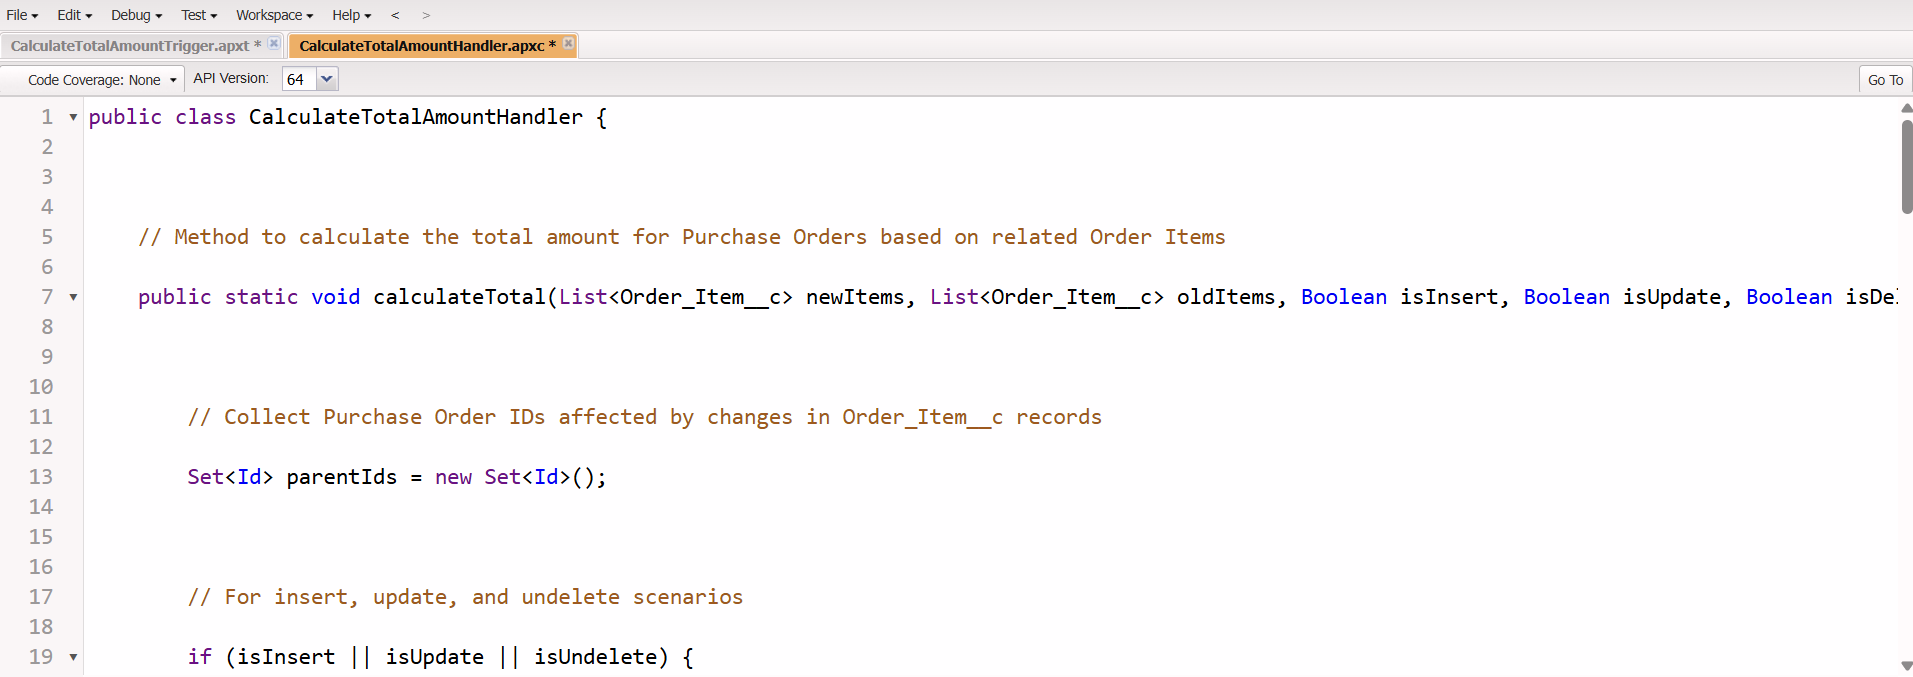 File Edit Debug Test Workspace Help < >
CalculateTotalAmountTrigger.apxt * CalculateTotalAmountHandler.apxc *
Code Coverage: None API Version: 64 Go To
1 public class CalculateTotalAmountHandler {
2
3
4
5 // Method to calculate the total amount for Purchase Orders based on related Order Items
6
7 public static void calculateTotal(List<Order_Item__c> newItems, List<Order_Item__c> oldItems, Boolean isInsert, Boolean isUpdate, Boolean isDel
8
9
10
11 // Collect Purchase Order IDs affected by changes in Order_Item__c records
12
13 Set<Id> parentIds = new Set<Id>();
14
15
16
17 // For insert, update, and undelete scenarios
18
19 if (isInsert || isUpdate || isUndelete) {